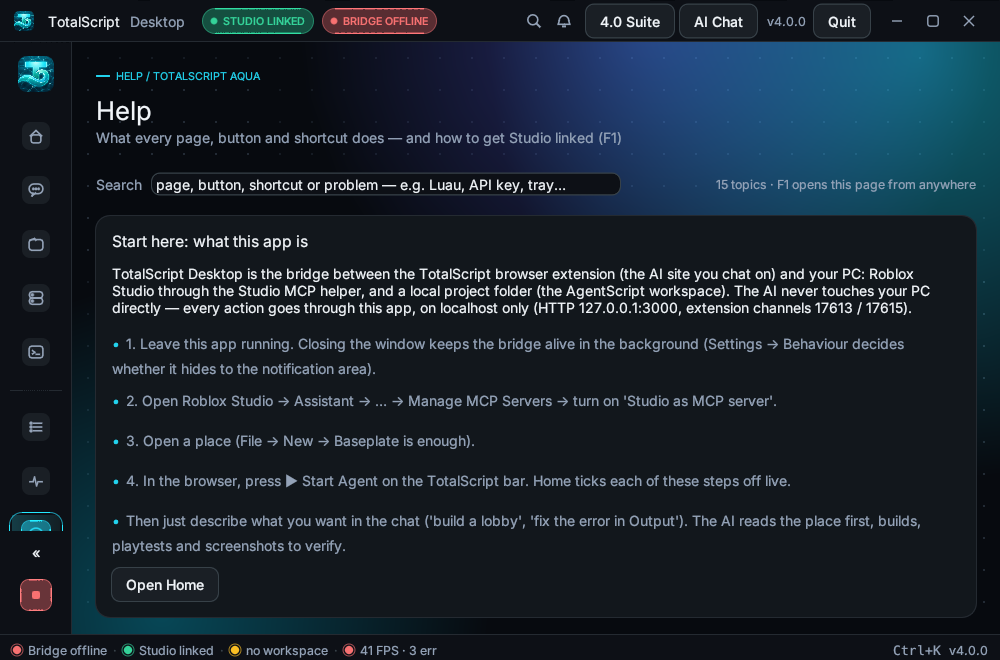 TotalScript Desktop STUDIO LINKED BRIDGE OFFLINE 4.0 Suite AI Chat v4.0.0 Quit
HELP / TOTALSCRIPT AQUA
Help
What every page, button and shortcut does — and how to get Studio linked (F1)
Search page, button, shortcut or problem — e.g. Luau, API key, tray... 15 topics · F1 opens this page from anywhere
Start here: what this app is
TotalScript Desktop is the bridge between the TotalScript browser extension (the AI site you chat on) and your PC: Roblox
Studio through the Studio MCP helper, and a local project folder (the AgentScript workspace). The AI never touches your PC
directly — every action goes through this app, on localhost only (HTTP 127.0.0.1:3000, extension channels 17613 / 17615).
• 1. Leave this app running. Closing the window keeps the bridge alive in the background (Settings → Behaviour decides
whether it hides to the notification area).
• 2. Open Roblox Studio → Assistant → ... → Manage MCP Servers → turn on 'Studio as MCP server'.
• 3. Open a place (File → New → Baseplate is enough).
• 4. In the browser, press ▶ Start Agent on the TotalScript bar. Home ticks each of these steps off live.
• Then just describe what you want in the chat ('build a lobby', 'fix the error in Output'). The AI reads the place first, builds,
playtests and screenshots to verify.
Open Home
«
Bridge offline · Studio linked · no workspace · 41 FPS · 3 err Ctrl+K v4.0.0